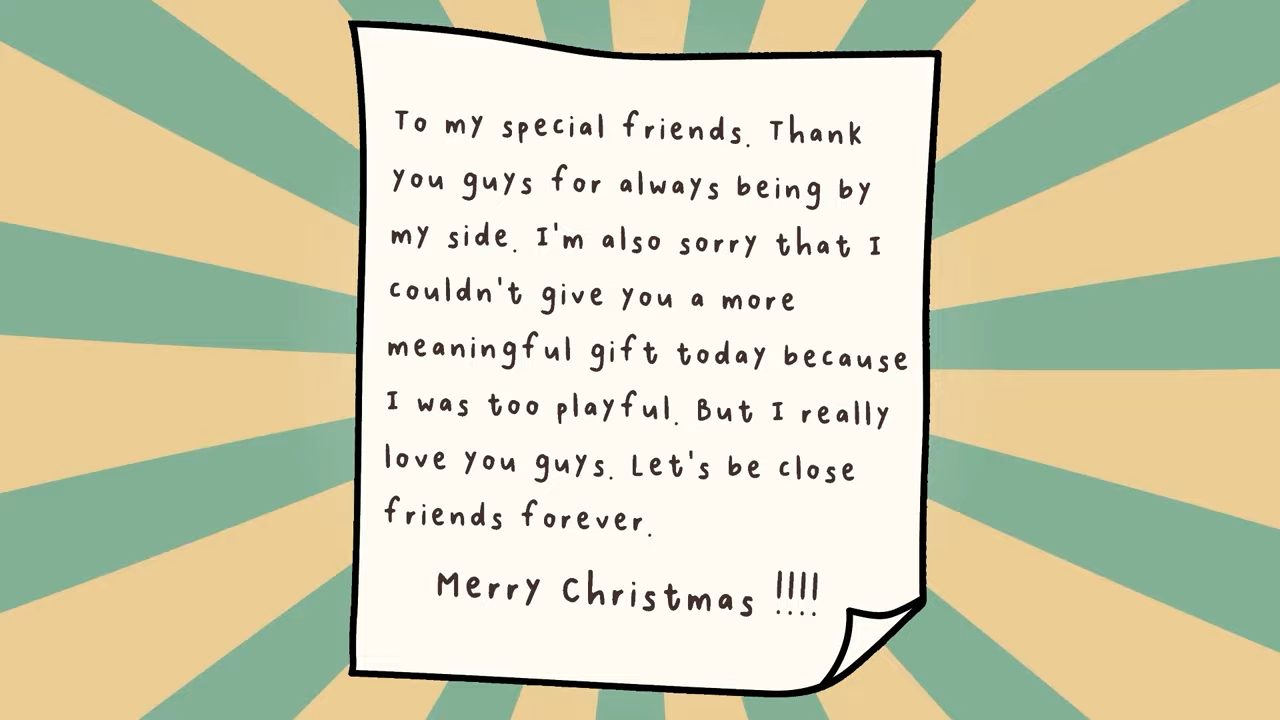 To my special friends. Thank
you guys for always being by
my side. I'm also sorry that I
couldn't give you a more
meaningful gift today because
I was too playful. But I really
love you guys. Let's be close
friends forever.
Merry Christmas !!!!